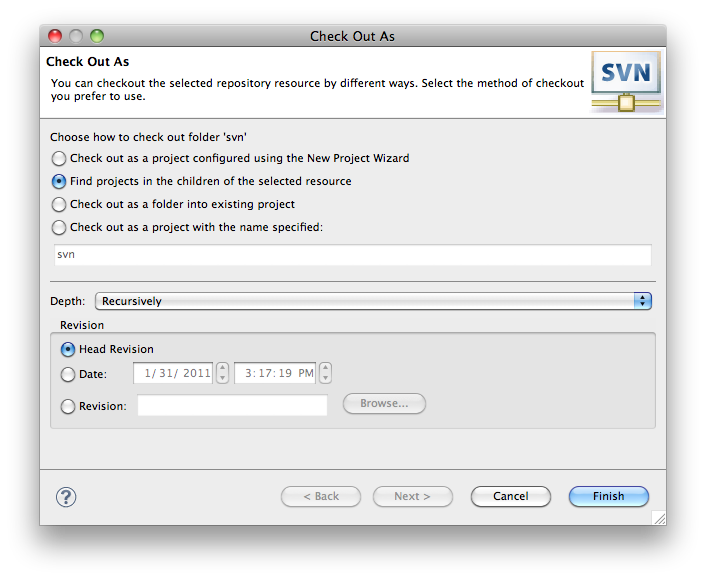 Check Out As
Check Out As
You can checkout the selected repository resource by different ways. Select the method of checkout
you prefer to use.
SVN
Choose how to check out folder 'svn'
Check out as a project configured using the New Project Wizard
Find projects in the children of the selected resource
Check out as a folder into existing project
Check out as a project with the name specified:
svn
Depth: Recursively
Revision
Head Revision
Date: 1/31/2011 3:17:19 PM
Revision: Browse...
? < Back Next > Cancel Finish